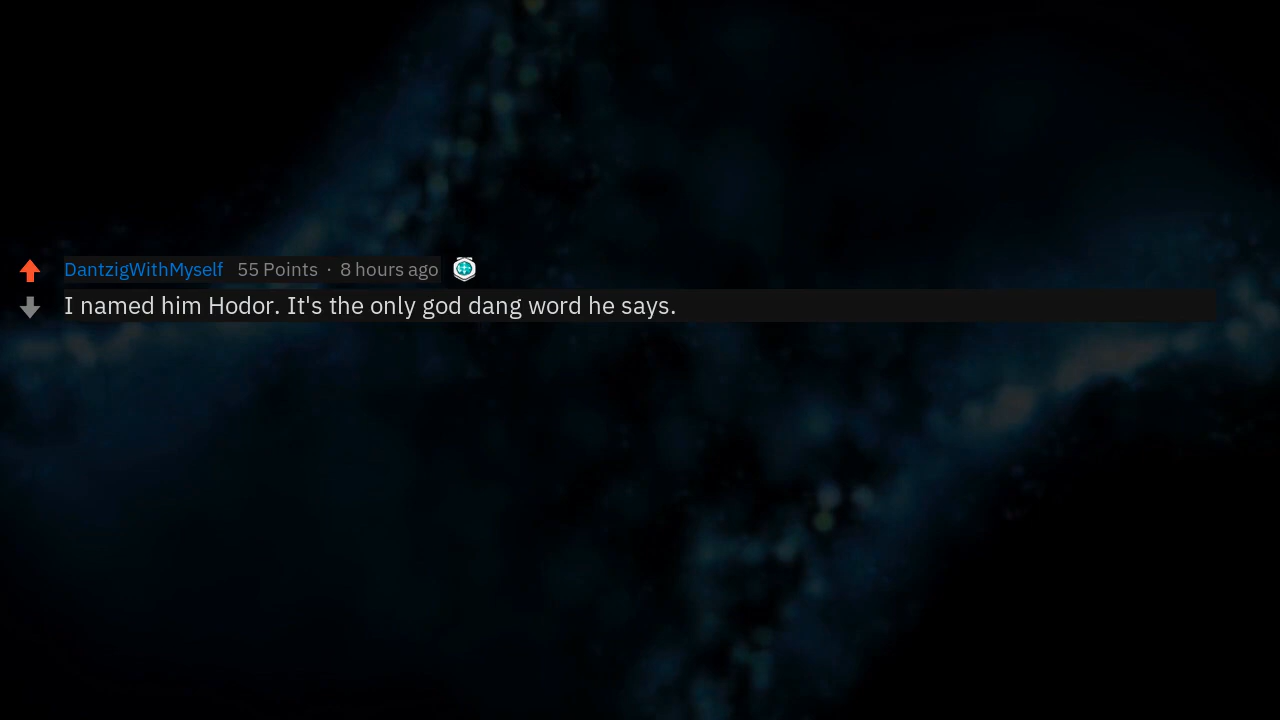 DantzigWithMyself 55 Points · 8 hours ago
I named him Hodor. It's the only god dang word he says.